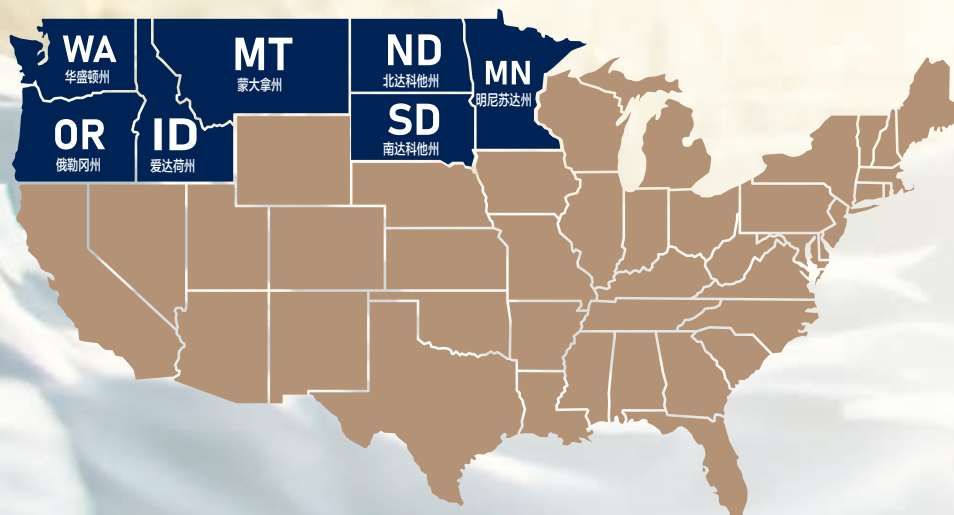 WA
华盛顿州
MT
蒙大拿州
ND
北达科他州
MN
明尼苏达州
OR
俄勒冈州
ID
爱达荷州
SD
南达科他州